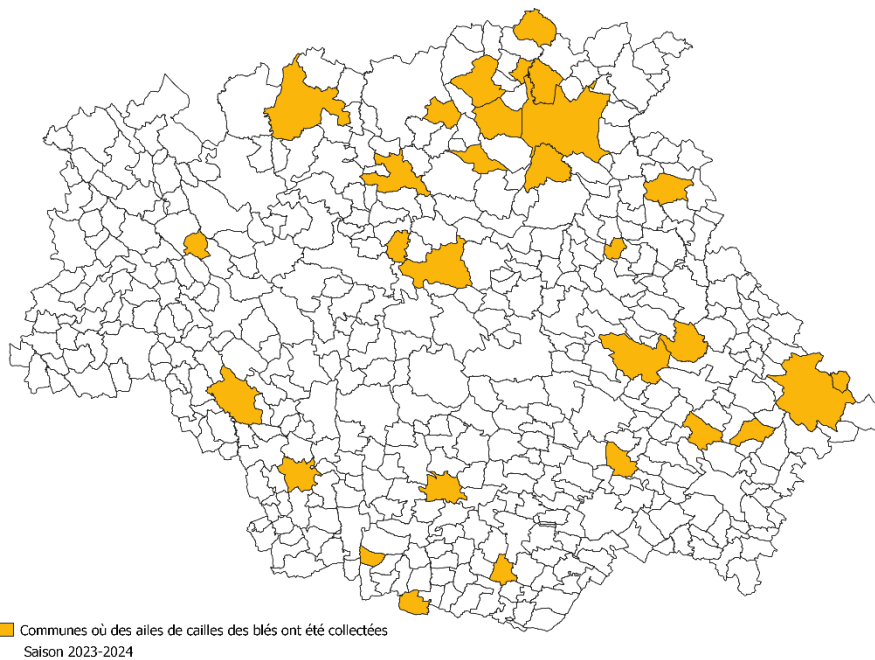 Communes où des ailes de cailles des blés ont été collectées
Saison 2023-2024